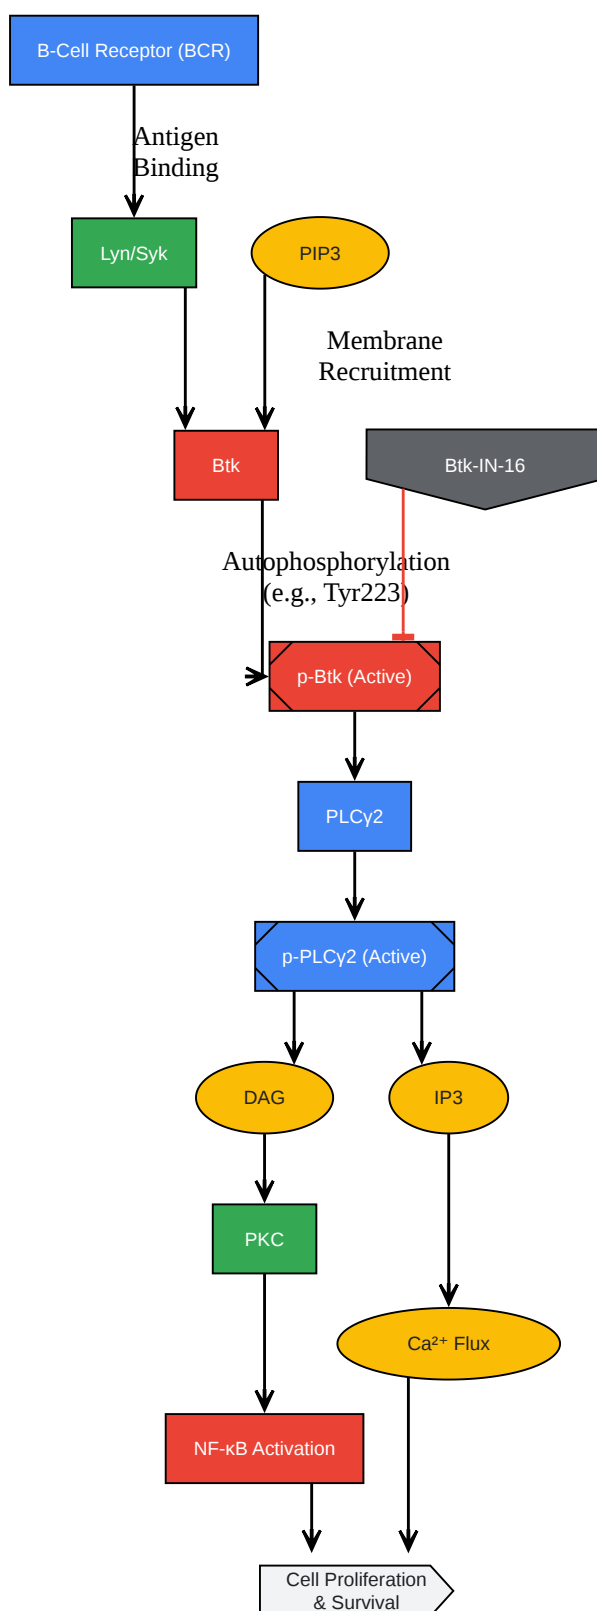 B-Cell Receptor (BCR)
Antigen
Binding
Lyn/Syk
PIP3
Membrane
Recruitment
Btk
Btk-IN-16
Autophosphorylation
(e.g., Tyr223)
p-Btk (Active)
PLCγ2
p-PLCγ2 (Active)
DAG
IP3
PKC
Ca²⁺ Flux
NF-κB Activation
Cell Proliferation
& Survival